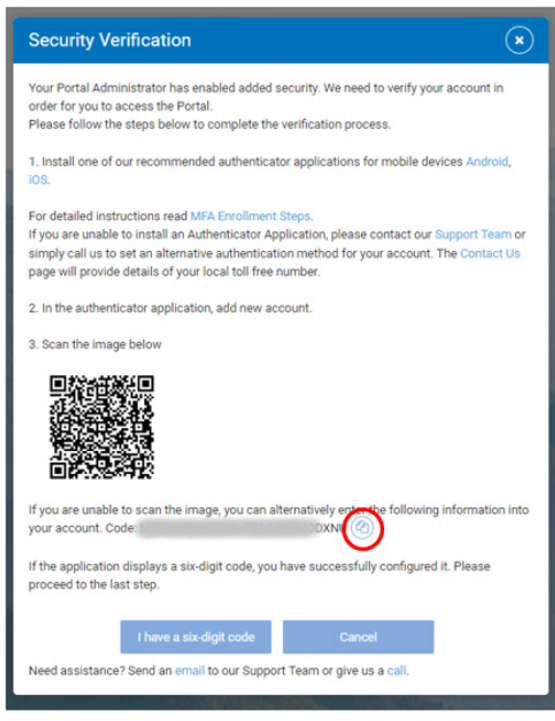 Security Verification
Your Portal Administrator has enabled added security. We need to verify your account in
order for you to access the Portal.
Please follow the steps below to complete the verification process.
1. Install one of our recommended authenticator applications for mobile devices Android,
iOS.
For detailed instructions read MFA Enrollment Steps.
If you are unable to install an Authenticator Application, please contact our Support Team or
simply call us to set an alternative authentication method for your account. The Contact Us
page will provide details of your local toll free number.
2. In the authenticator application, add new account.
3. Scan the image below
If you are unable to scan the image, you can alternatively enter the following information into
your account. Code:
If the application displays a six-digit code, you have successfully configured it. Please
proceed to the last step.
I have a six-digit code
Cancel
Need assistance? Send an email to our Support Team or give us a call.